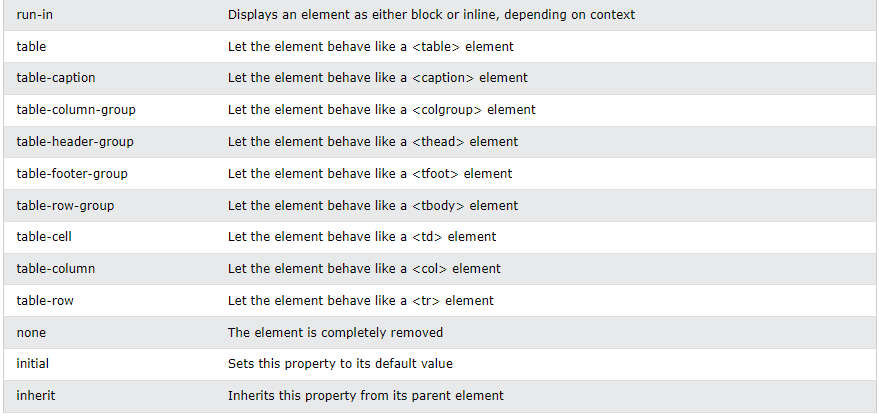 run-in Displays an element as either block or inline, depending on context
table Let the element behave like a <table> element
table-caption Let the element behave like a <caption> element
table-column-group Let the element behave like a <colgroup> element
table-header-group Let the element behave like a <thead> element
table-footer-group Let the element behave like a <tfoot> element
table-row-group Let the element behave like a <tbody> element
table-cell Let the element behave like a <td> element
table-column Let the element behave like a <col> element
table-row Let the element behave like a <tr> element
none The element is completely removed
initial Sets this property to its default value
inherit Inherits this property from its parent element